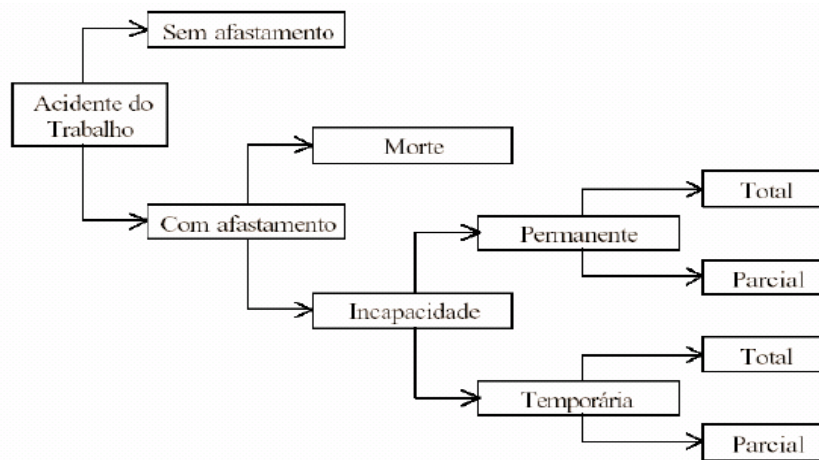 Sem afastamento
Acidente do
Trabalho
Morte
Com afastamento
Total
Permanente
Parcial
Incapacidade
Total
Temporária
Parcial